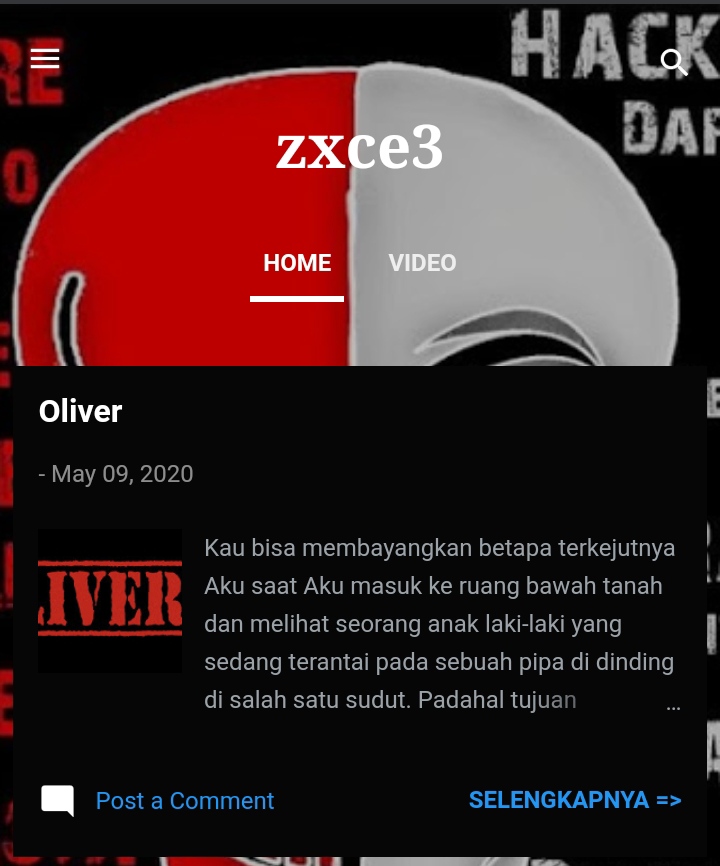 HACK
RE
DAR
O
zxce3
HOME VIDEO
Oliver
- May 09, 2020
IVER
Kau bisa membayangkan betapa terkejutnya
Aku saat Aku masuk ke ruang bawah tanah
dan melihat seorang anak laki-laki yang
sedang terantai pada sebuah pipa di dinding
di salah satu sudut. Padahal tujuan ...
Post a Comment SELENGKAPNYA =>